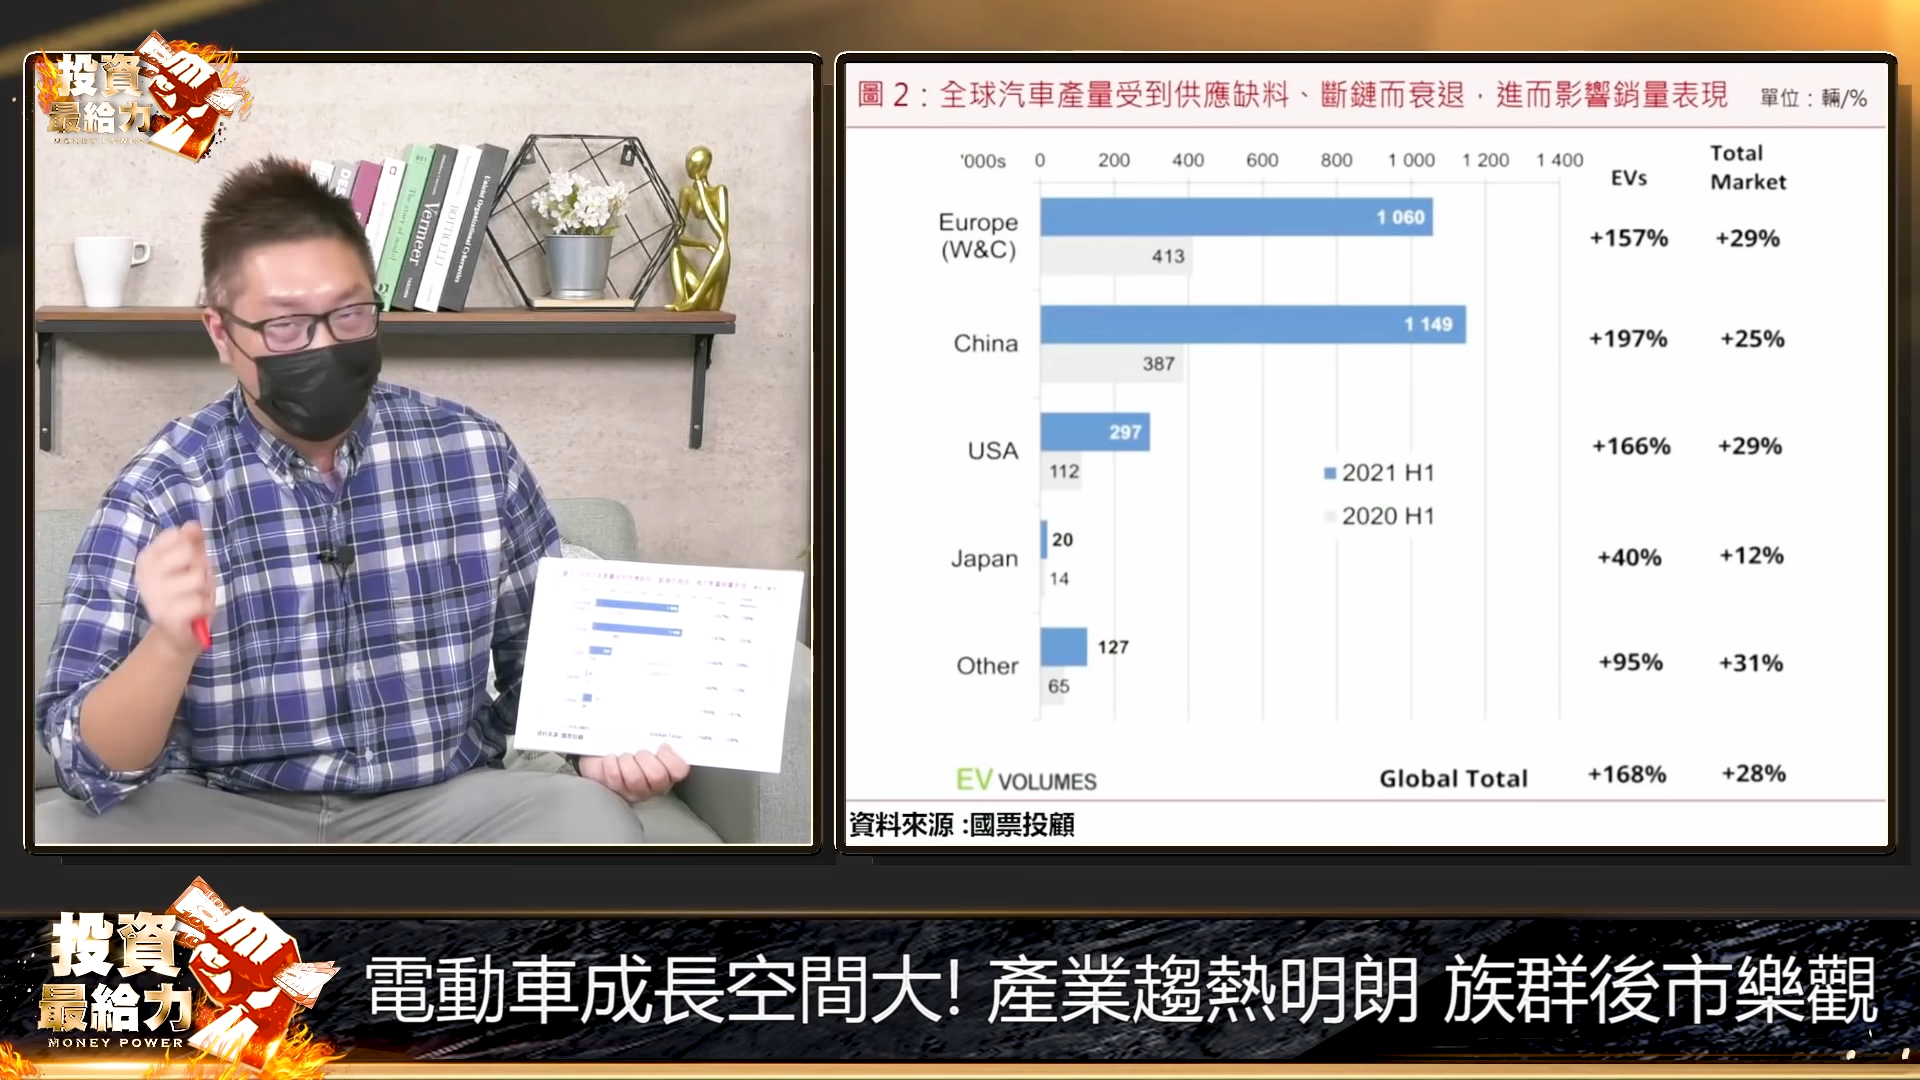 投資
最給力
MONEY POWER
Vermeer
BOTTICELLI
圖 2：全球汽車產量受到供應缺料、斷鏈而衰退，進而影響銷量表現 單位：輛/%
'000s 0 200 400 600 800 1 000 1 200 1 400
EVs Total Market
Europe (W&C) 1 060 413 +157% +29%
China 1 149 387 +197% +25%
USA 297 112 +166% +29%
2021 H1
2020 H1
Japan 20 14 +40% +12%
Other 127 65 +95% +31%
EV VOLUMES Global Total +168% +28%
資料來源 :國票投顧
投資
最給力
MONEY POWER
電動車成長空間大! 產業趨熱明朗 族群後市樂觀